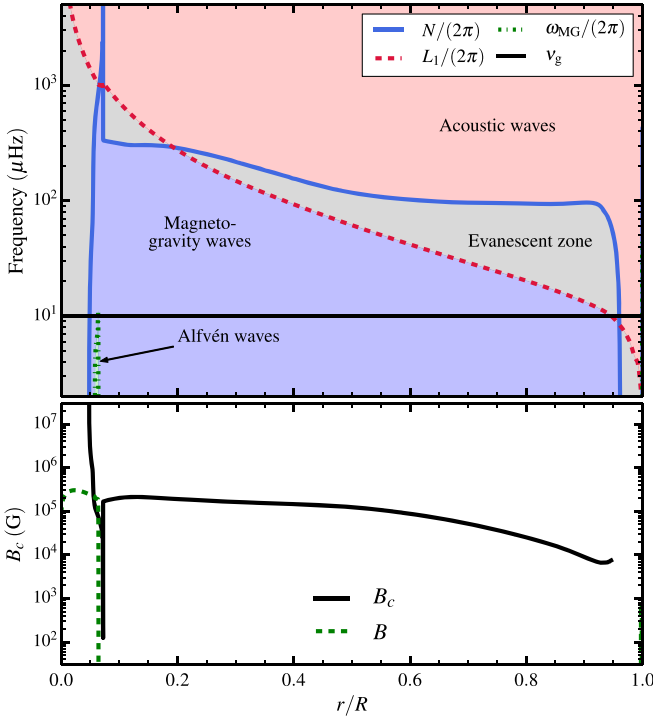 N/(2π)
ω_MG/(2π)
L_1/(2π)
ν_g
Acoustic waves
Magneto-
gravity waves
Evanescent zone
Alfvén waves
Frequency (μHz)
10^3
10^2
10^1
B_c (G)
10^7
10^6
10^5
10^4
10^3
10^2
B_c
B
0.0 0.2 0.4 0.6 0.8 1.0
r/R